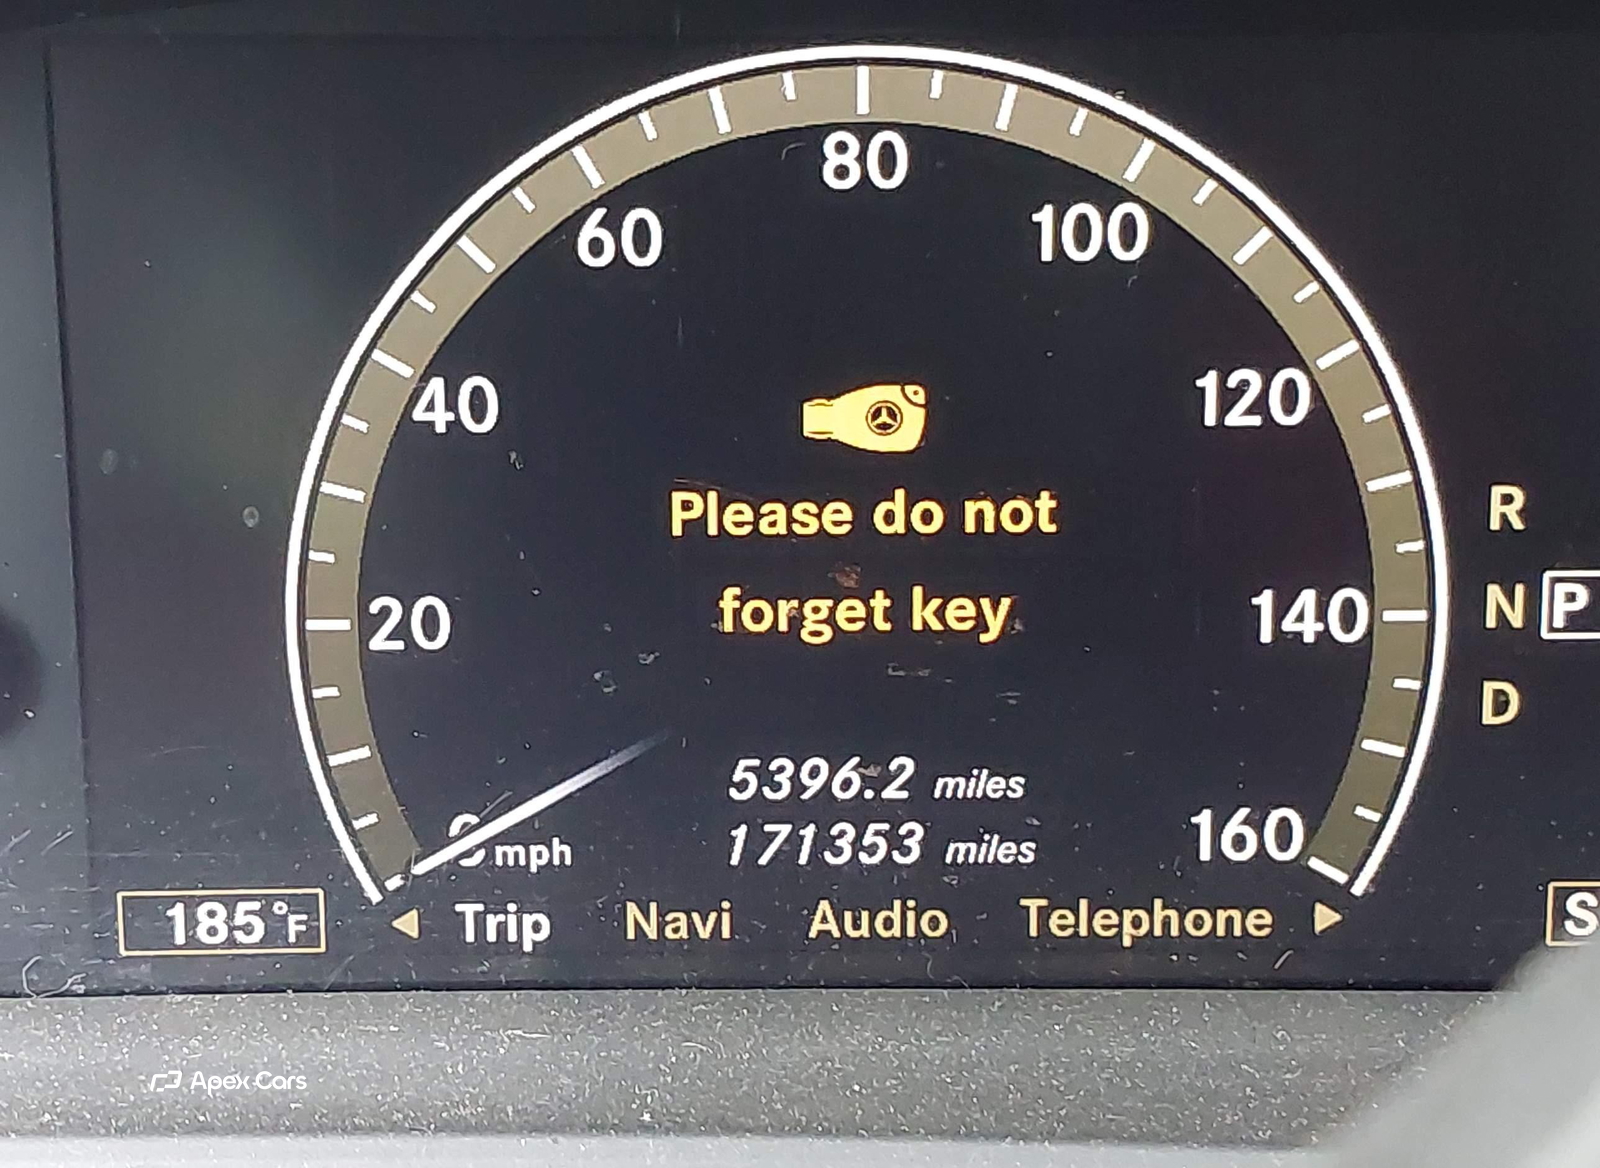 80
60
100
40
120
Please do not
R
20
forget key
140
N
P
D
5396.2 miles
171353 miles
160
0 mph
185°F
Trip
Navi
Audio
Telephone
S
Apex-Cars